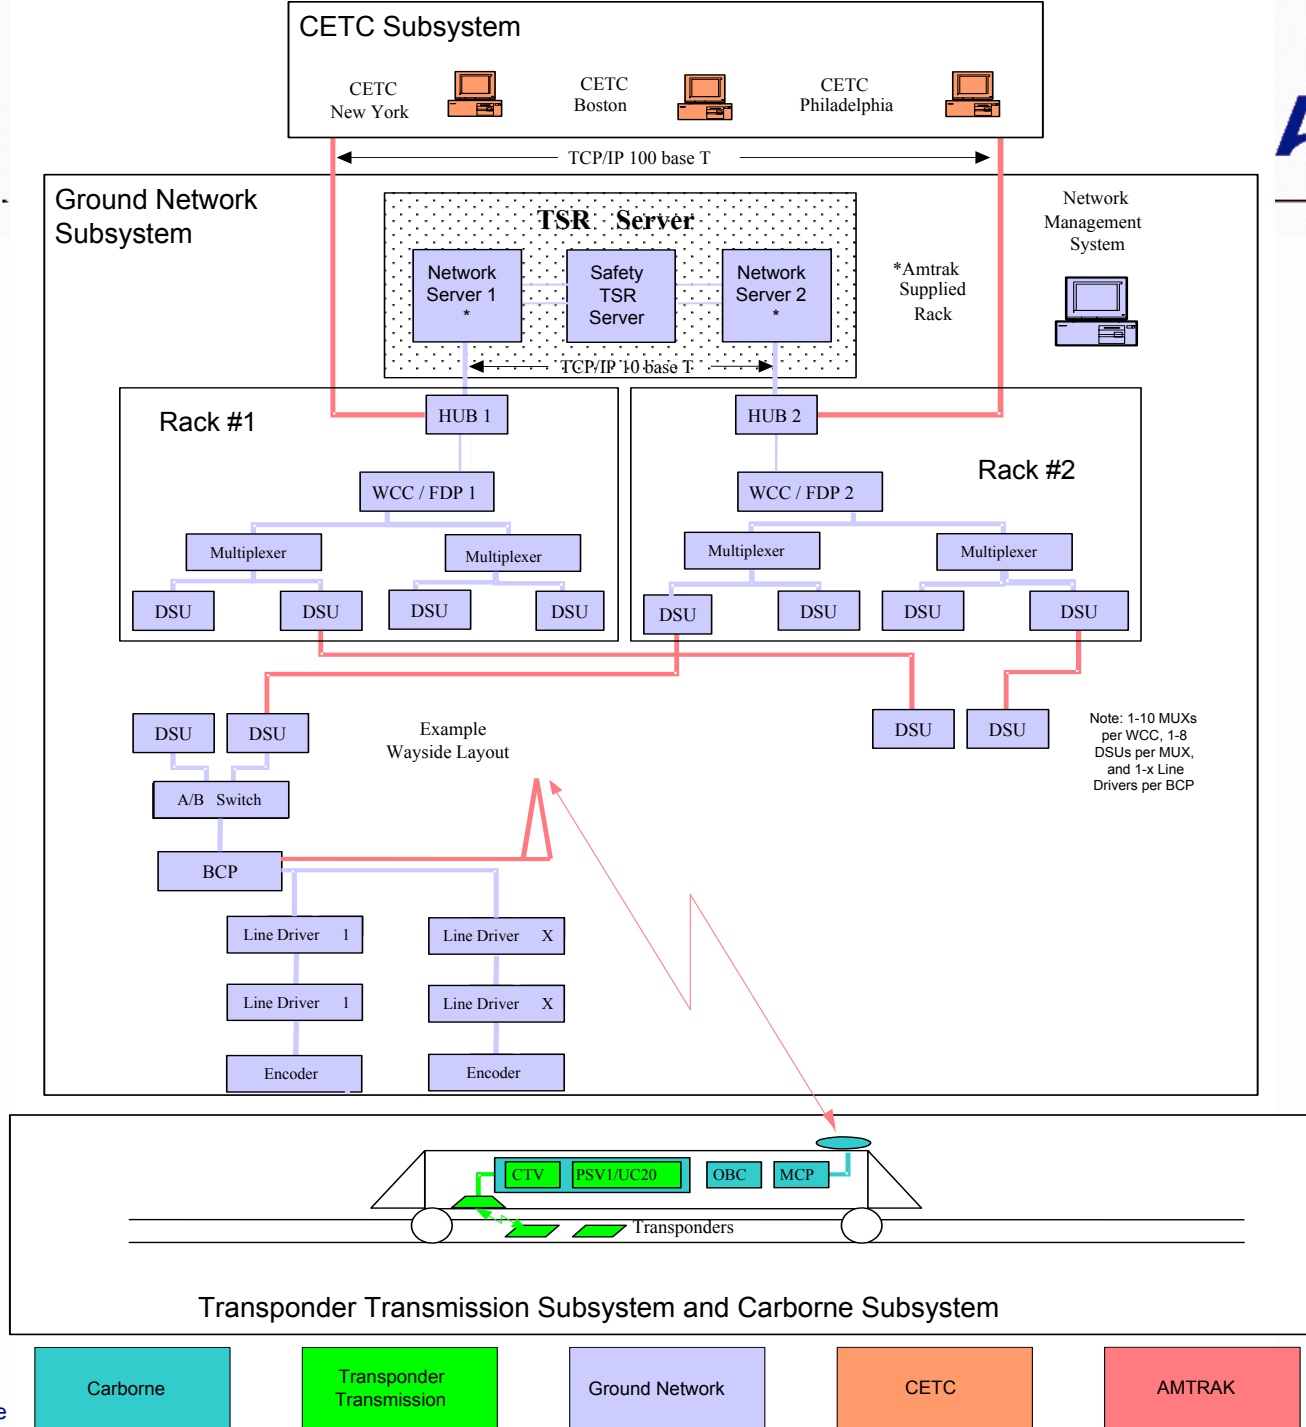 CETC Subsystem
CETC
New York
CETC
Boston
CETC
Philadelphia
TCP/IP 100 base T
Ground Network
Subsystem
TSR Server
Network
Server 1
*
Safety
TSR
Server
Network
Server 2
*
*Amtrak
Supplied
Rack
Network
Management
System
TCP/IP 10 base T
Rack #1
HUB 1
HUB 2
Rack #2
WCC / FDP 1
WCC / FDP 2
Multiplexer
Multiplexer
Multiplexer
Multiplexer
DSU
DSU
DSU
DSU
DSU
DSU
DSU
DSU
DSU
DSU
Example
Wayside Layout
DSU
DSU
Note: 1-10 MUXs
per WCC, 1-8
DSUs per MUX,
and 1-x Line
Drivers per BCP
A/B Switch
BCP
Line Driver 1
Line Driver X
Line Driver 1
Line Driver X
Encoder
Encoder
CTV
PSV1/UC20
OBC
MCP
Transponders
Transponder Transmission Subsystem and Carborne Subsystem
Carborne
Transponder
Transmission
Ground Network
CETC
AMTRAK